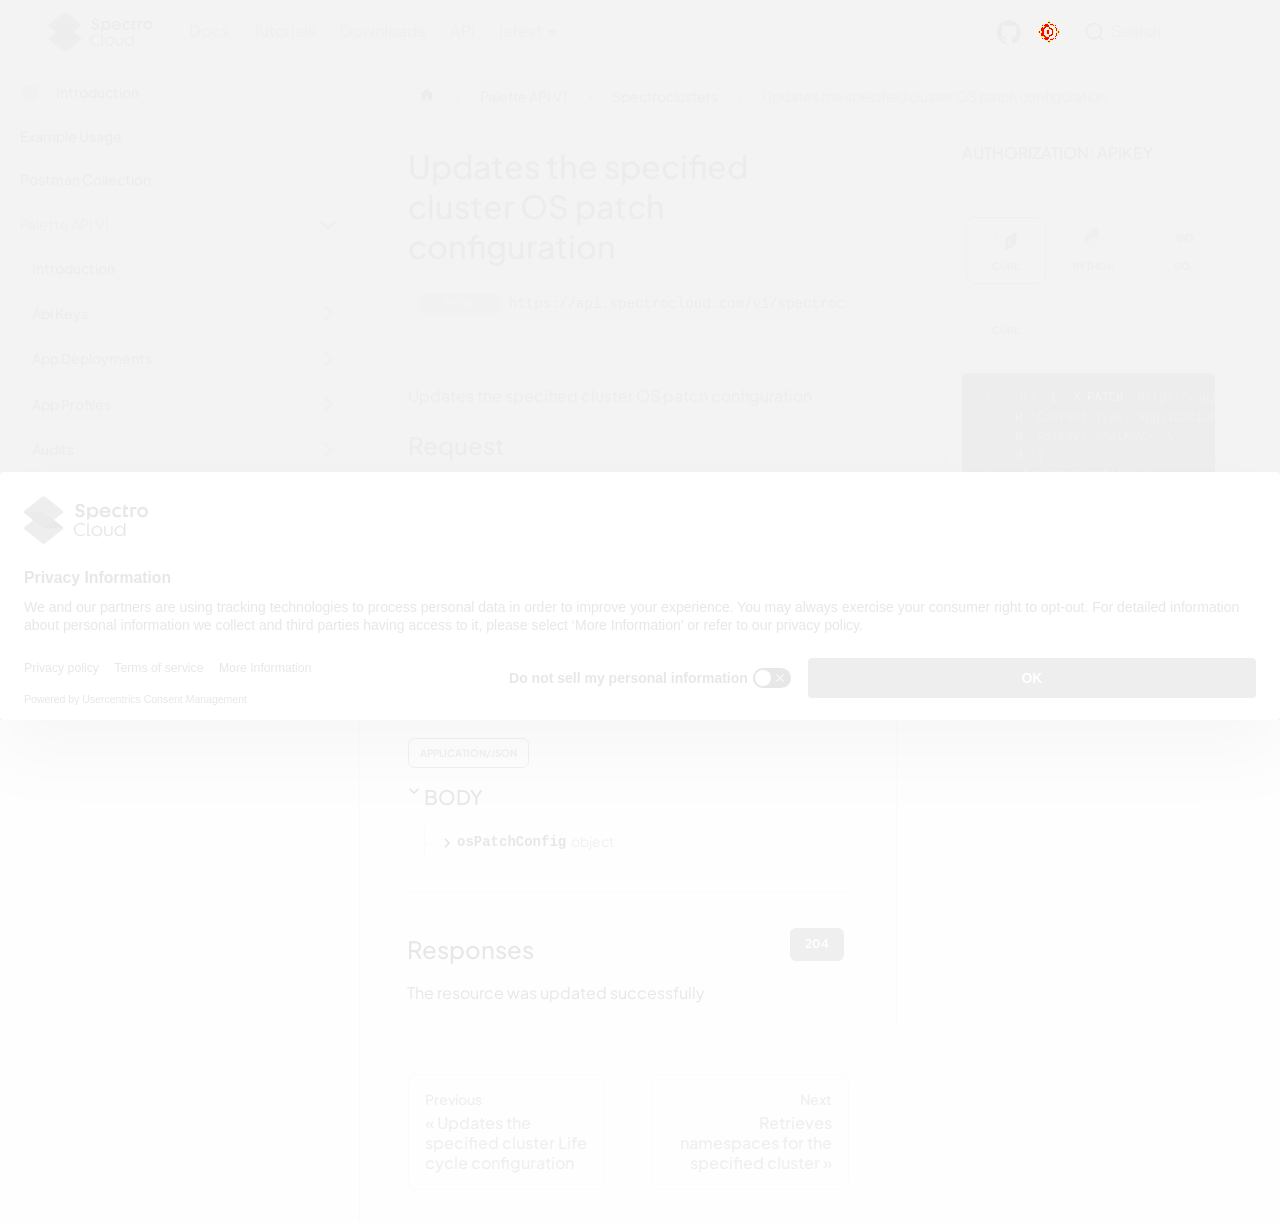 Spectro
Cloud
Docs
Tutorials
Downloads
API
latest
Search
Introduction
Example Usage
Postman Collection
Palette API V1
Introduction
Api Keys
App Deployments
App Profiles
Audits
Palette API V1
Spectroclusters
Updates the specified cluster OS patch configuration
Updates the specified
cluster OS patch
configuration
https://api.spectrocloud.com/v1/spectroc
Updates the specified cluster OS patch configuration
Request
AUTHORIZATION: APIKEY
CURL
PYTHON
GO
CURL
Spectro
Cloud
Privacy Information
We and our partners are using tracking technologies to process personal data in order to improve your experience. You may always exercise your consumer right to opt-out. For detailed information
about personal information we collect and third parties having access to it, please select ‘More Information’ or refer to our privacy policy.
Privacy policy
Terms of service
More Information
Powered by Usercentrics Consent Management
Do not sell my personal information
OK
APPLICATION/JSON
BODY
osPatchConfig object
Responses
204
The resource was updated successfully
Previous
« Updates the
specified cluster Life
cycle configuration
Next
Retrieves
namespaces for the
specified cluster »